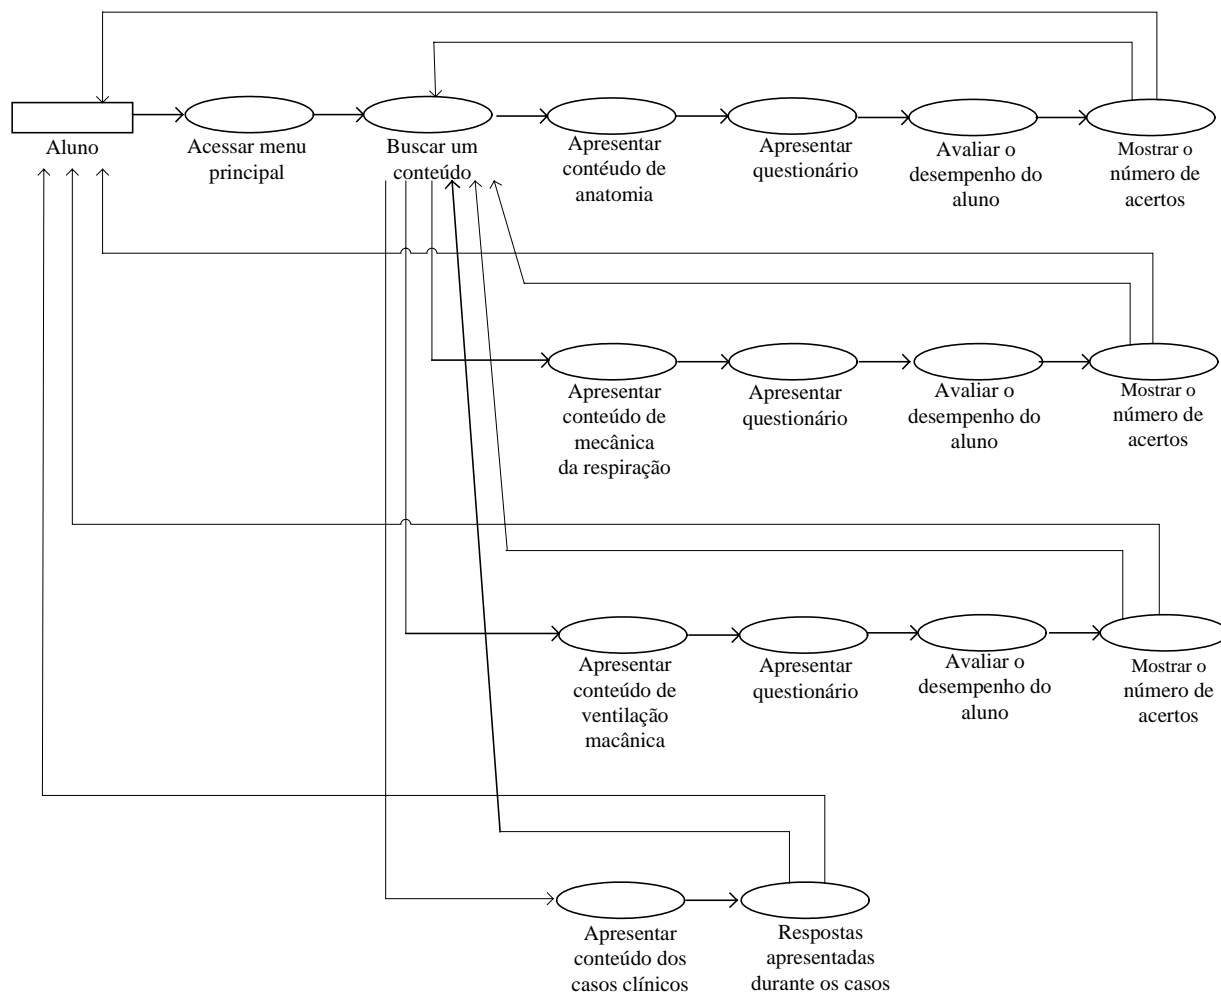 Aluno
Acessar menu
principal
Buscar um
conteúdo
Apresentar
contéudo de
anatomia
Apresentar
questionário
Avaliar o
desempenho do
aluno
Mostrar o
número de
acertos
Apresentar
conteúdo de
mecânica
da respiração
Apresentar
questionário
Avaliar o
desempenho do
aluno
Mostrar o
número de
acertos
Apresentar
conteúdo de
ventilação
macânica
Apresentar
questionário
Avaliar o
desempenho do
aluno
Mostrar o
número de
acertos
Apresentar
conteúdo dos
casos clínicos
Respostas
apresentadas
durante os casos